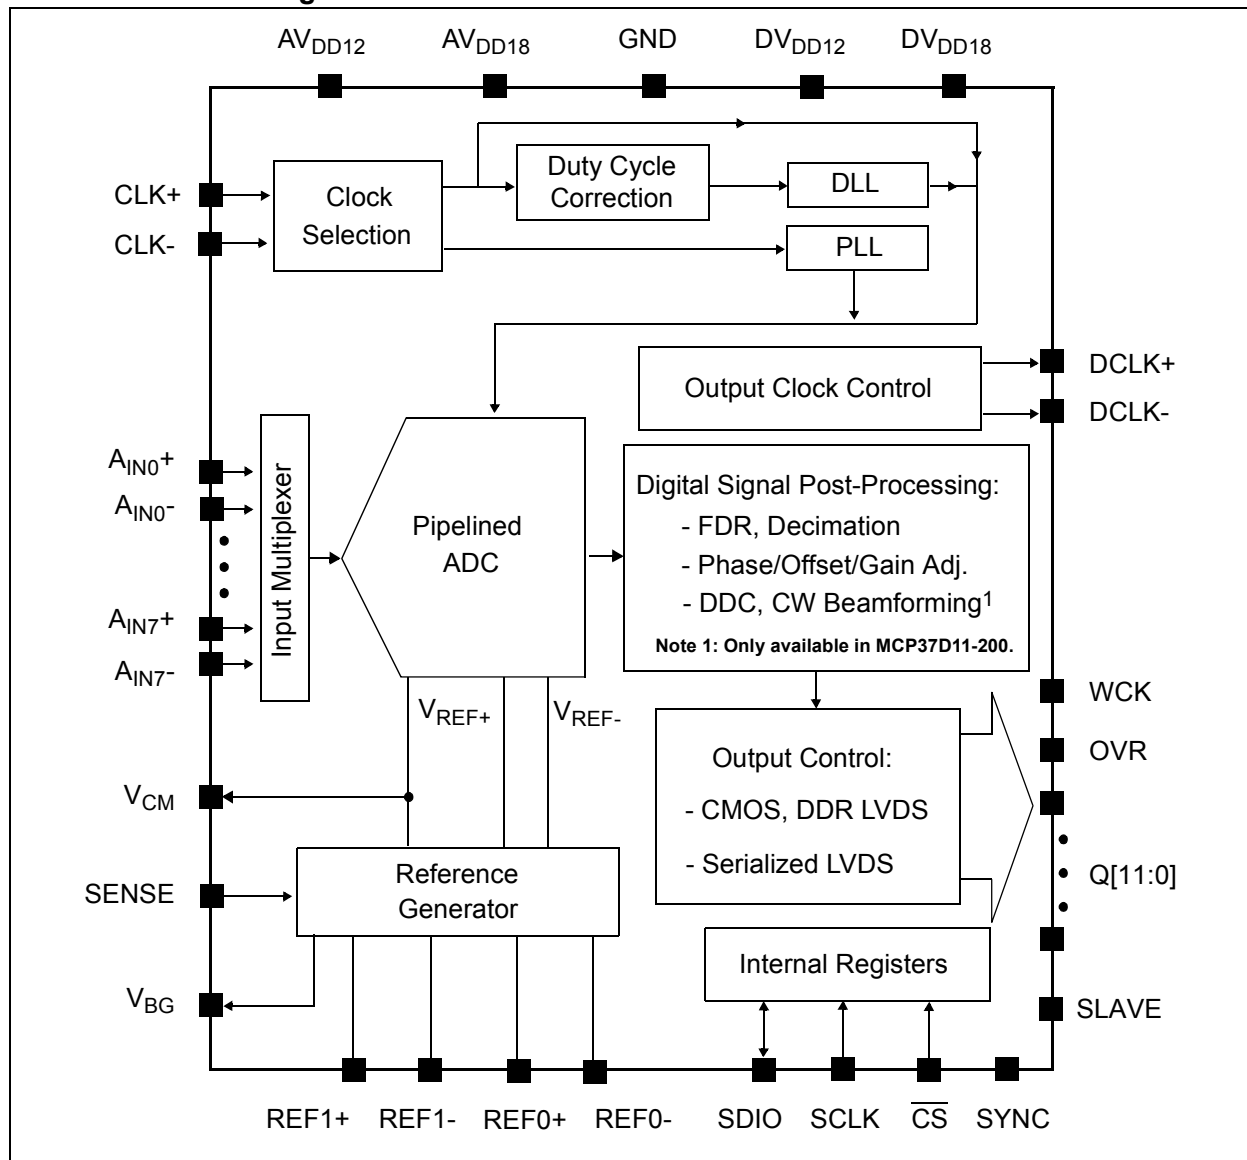 AVDD12 AVDD18 GND DVDD12 DVDD18
CLK+
CLK-
Clock
Selection
Duty Cycle
Correction
DLL
PLL
Output Clock Control
DCLK+
DCLK-
AIN0+
AIN0-
AIN7+
AIN7-
Input Multiplexer
Pipelined
ADC
Digital Signal Post-Processing:
- FDR, Decimation
- Phase/Offset/Gain Adj.
- DDC, CW Beamforming1
Note 1: Only available in MCP37D11-200.
VREF+
VREF-
WCK
OVR
Output Control:
- CMOS, DDR LVDS
- Serialized LVDS
Q[11:0]
VCM
SENSE
Reference
Generator
VBG
Internal Registers
SLAVE
REF1+ REF1- REF0+ REF0- SDIO SCLK CS SYNC